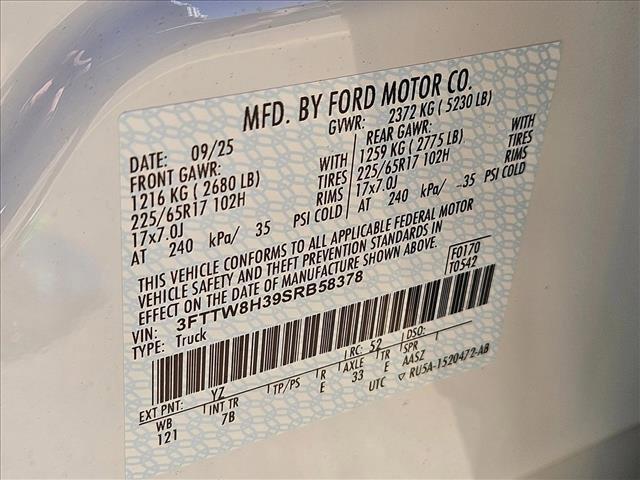 MFD. BY FORD MOTOR CO.
DATE: 09/25 GVWR: 2372 KG ( 5230 LB)
FRONT GAWR: WITH REAR GAWR: WITH
1216 KG ( 2680 LB) TIRES 1259 KG ( 2775 LB) TIRES
225/65R17 102H RIMS 225/65R17 102H RIMS
17x7.0J 17x7.0J
AT 240 kPa/ 35 PSI COLD AT 240 kPa/ 35 PSI COLD
THIS VEHICLE CONFORMS TO ALL APPLICABLE FEDERAL MOTOR
VEHICLE SAFETY AND THEFT PREVENTION STANDARDS IN
EFFECT ON THE DATE OF MANUFACTURE SHOWN ABOVE.
F0170
T0542
VIN: 3FTTW8H39SRB58378
TYPE: Truck
EXT PNT: YZ RC: 52 DSO:
WB INT TR TP/PS R AXLE TR SPR
121 7B E 33 E AASZ
UTC RU5A-1520472-AB